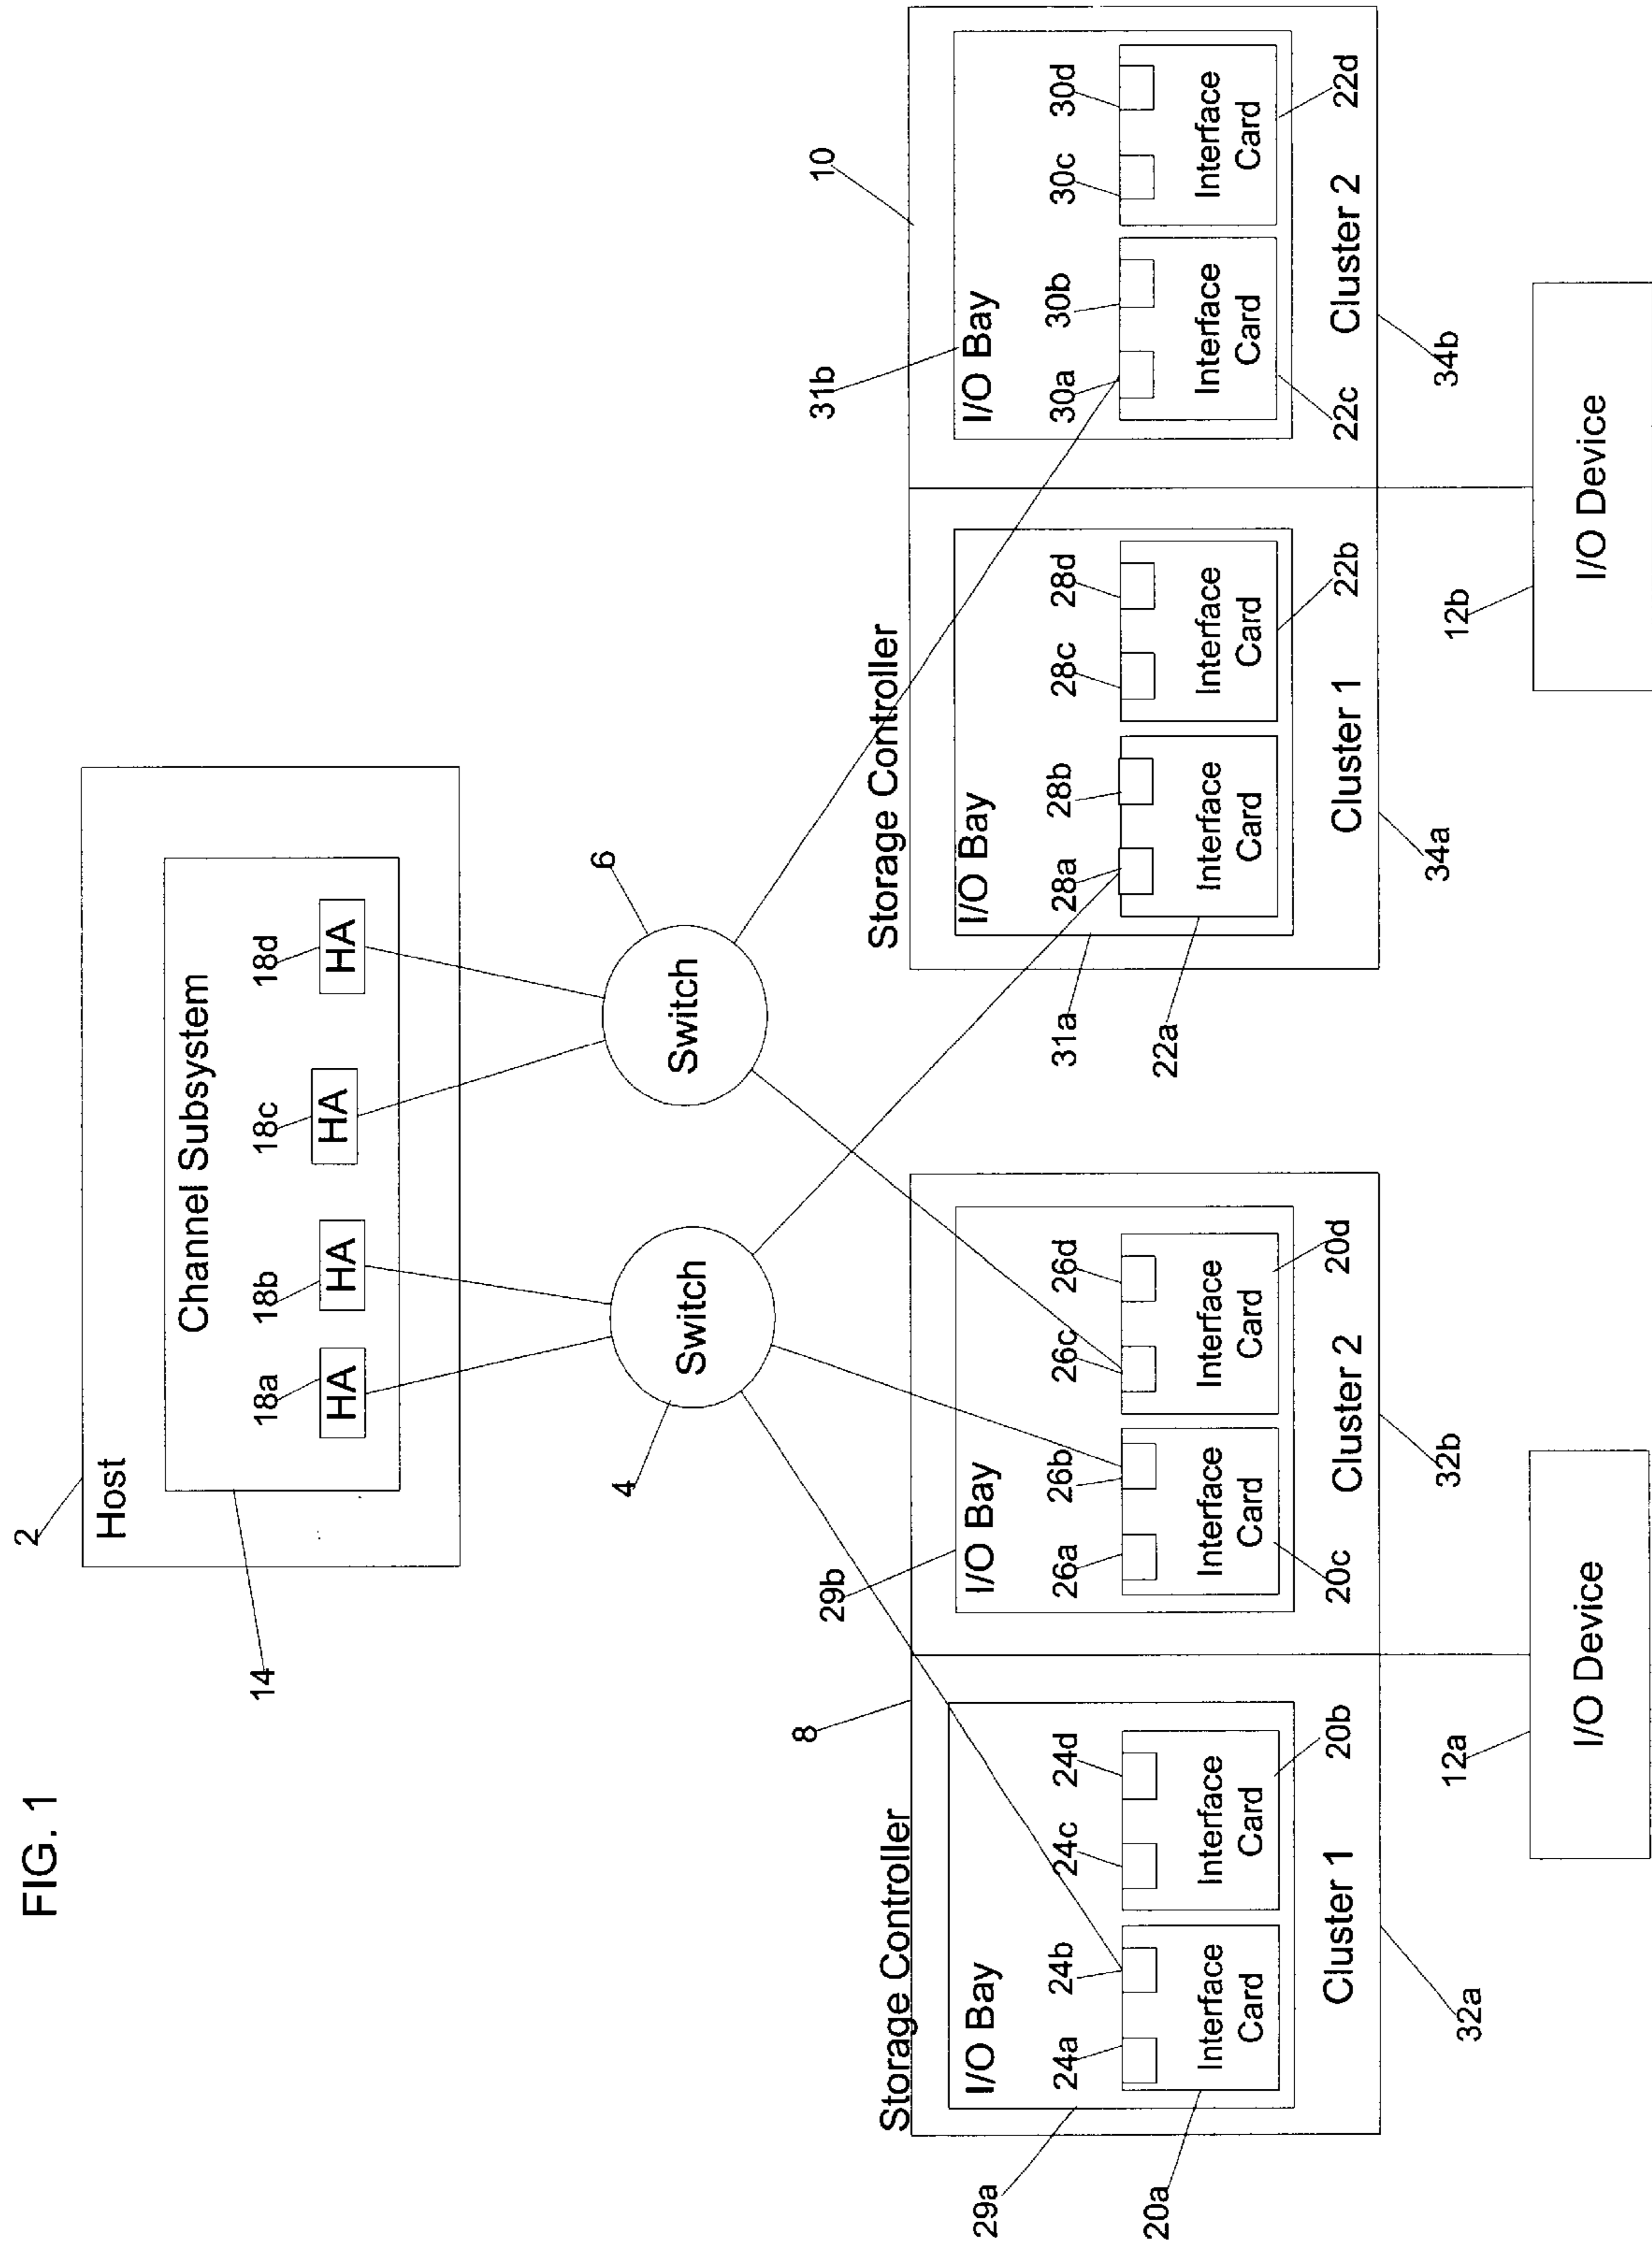 FIG. 1
2
Host
14
Channel Subsystem
18a
18b
18c
18d
HA
HA
HA
HA
4
Switch
6
Switch
8
Storage Controller
29a
I/O Bay
24a
24b
24c
24d
Interface
Card
Interface
Card
20a
20b
Cluster 1
32a
29b
I/O Bay
26a
26b
26c
26d
Interface
Card
Interface
Card
20c
20d
Cluster 2
32b
12a
I/O Device
10
Storage Controller
31a
I/O Bay
28a
28b
28c
28d
Interface
Card
Interface
Card
22a
22b
Cluster 1
34a
31b
I/O Bay
30a
30b
30c
30d
Interface
Card
Interface
Card
22c
22d
Cluster 2
34b
12b
I/O Device